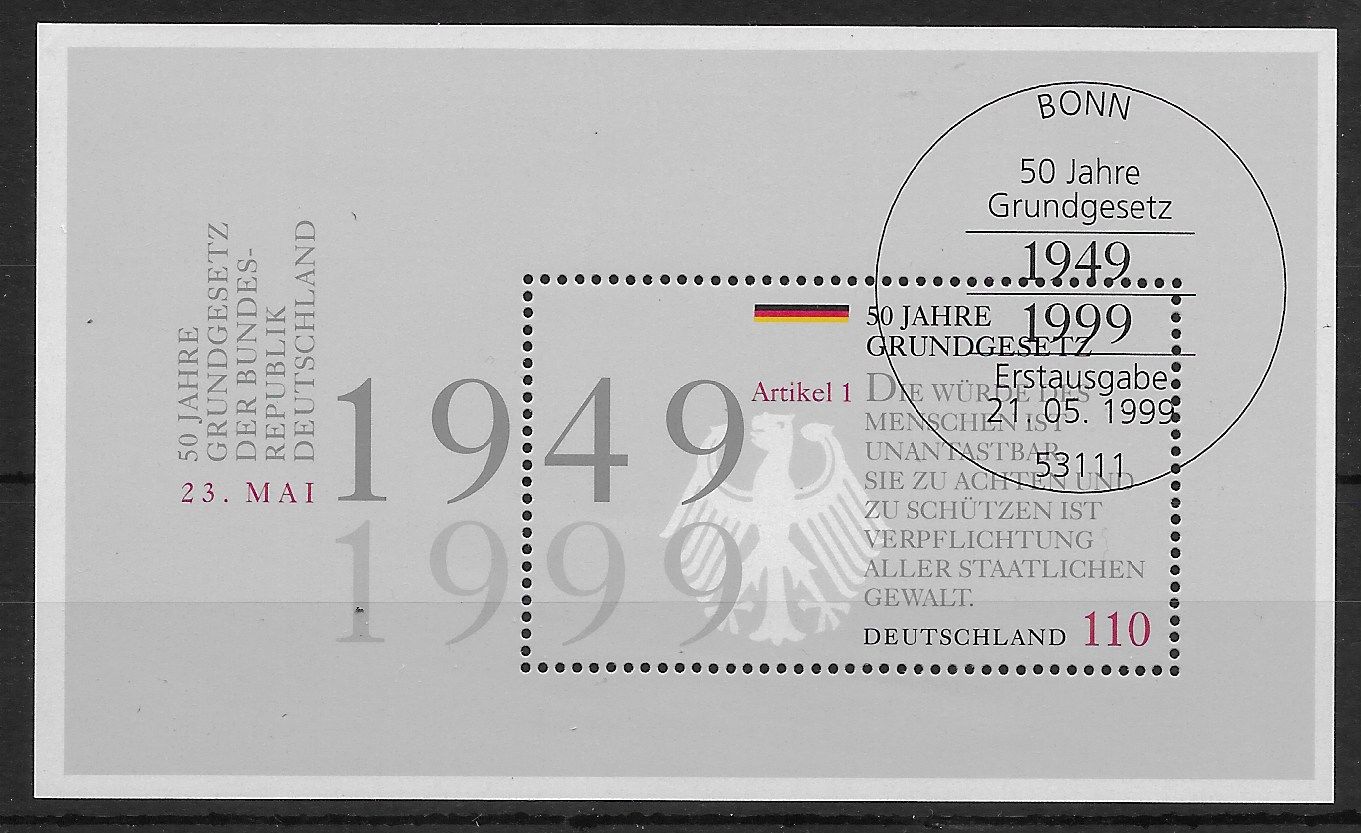 50 JAHRE
GRUNDGESETZ
DER BUNDES-
REPUBLIK
DEUTSCHLAND
23. MAI
1949
1999
50 JAHRE
GRUNDGESETZ
Artikel 1
DIE WÜRDE DES
MENSCHEN IST
UNANTASTBAR.
SIE ZU ACHTEN UND
ZU SCHÜTZEN IST
VERPFLICHTUNG
ALLER STAATLICHEN
GEWALT.
DEUTSCHLAND 110
BONN
50 Jahre
Grundgesetz
1949
1999
Erstausgabe
21. 05. 1999
53111